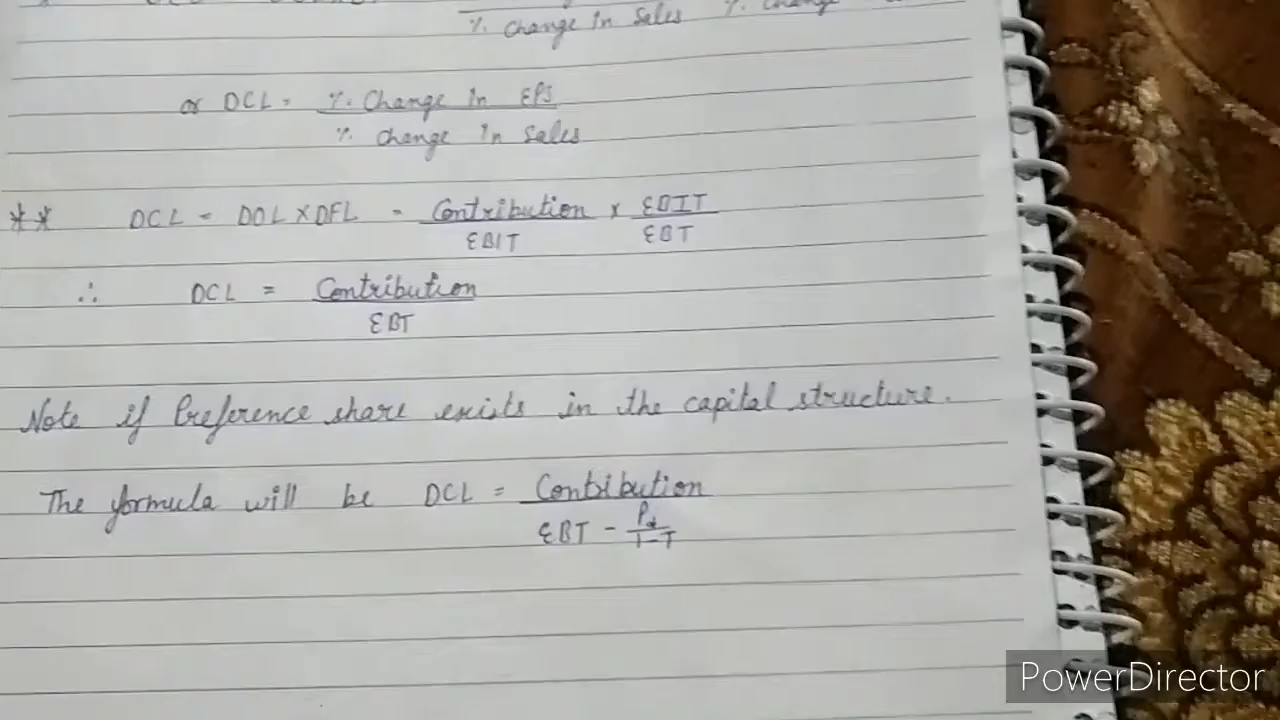 % change in Sales % change
or DCL = % Change in EPS
% change in Sales
** DCL = DOL X DFL = Contribution x EBIT
EBIT EBT
∴ DCL = Contribution
EBT
Note if Preference share exists in the capital structure.
The formula will be DCL = Contribution
EBT - Pd
1-T
PowerDirector